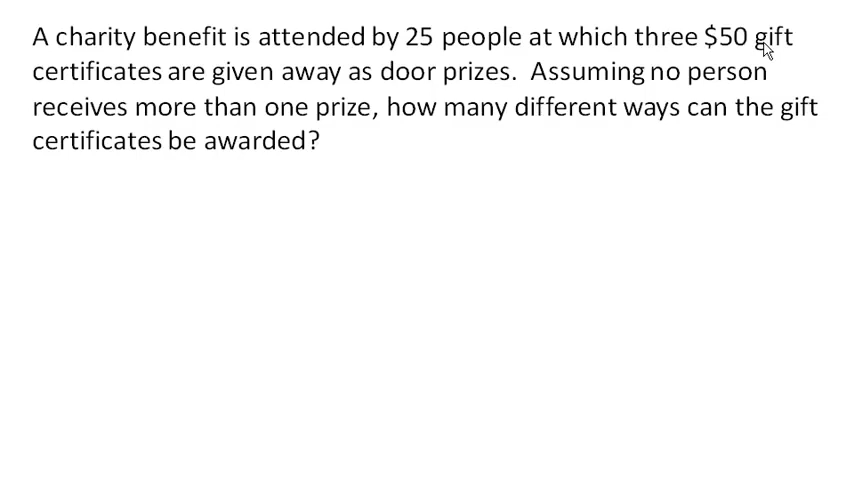 A charity benefit is attended by 25 people at which three $50 gift
certificates are given away as door prizes.  Assuming no person
receives more than one prize, how many different ways can the gift
certificates be awarded?